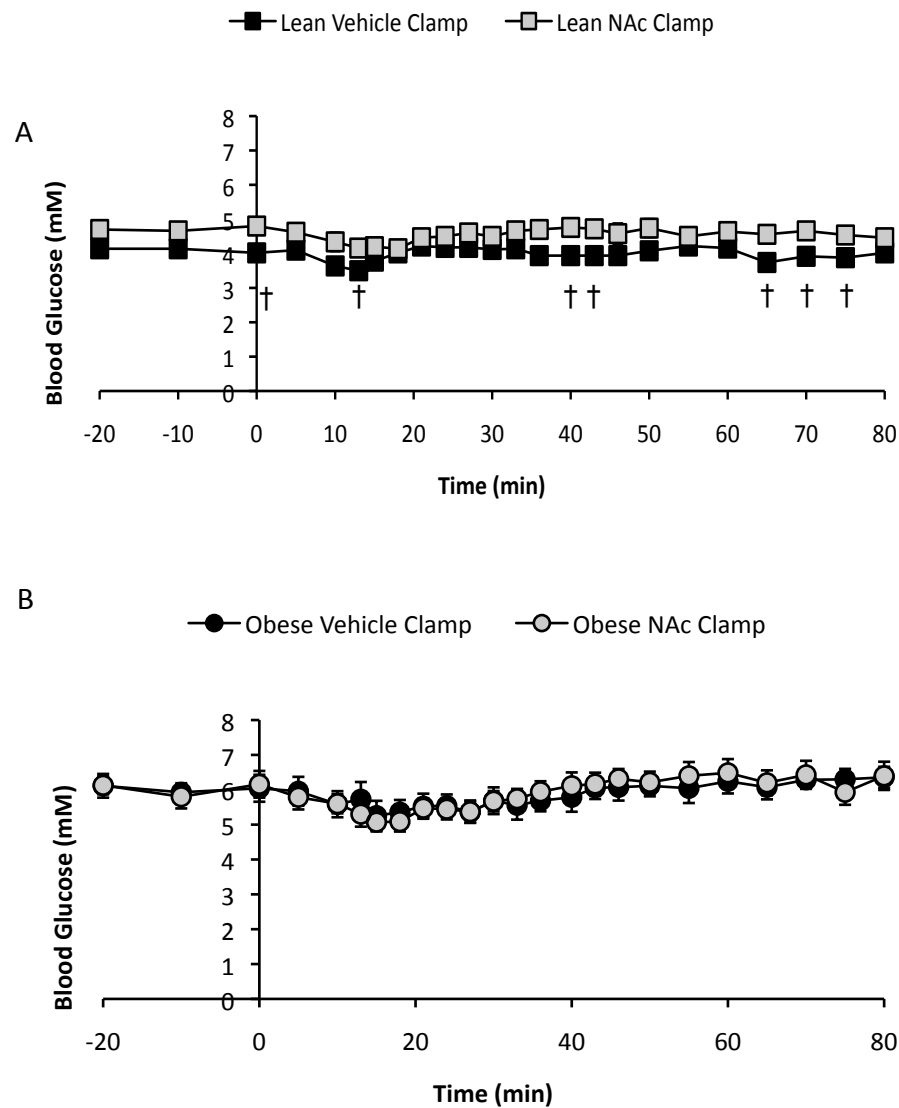 Lean Vehicle Clamp Lean NAc Clamp
A
8
7
6
5
4
3
2
1
0
Blood Glucose (mM)
† † † † † † †
-20 -10 0 10 20 30 40 50 60 70 80
Time (min)
B
Obese Vehicle Clamp Obese NAc Clamp
8
7
6
5
4
3
2
1
0
Blood Glucose (mM)
-20 0 20 40 60 80
Time (min)